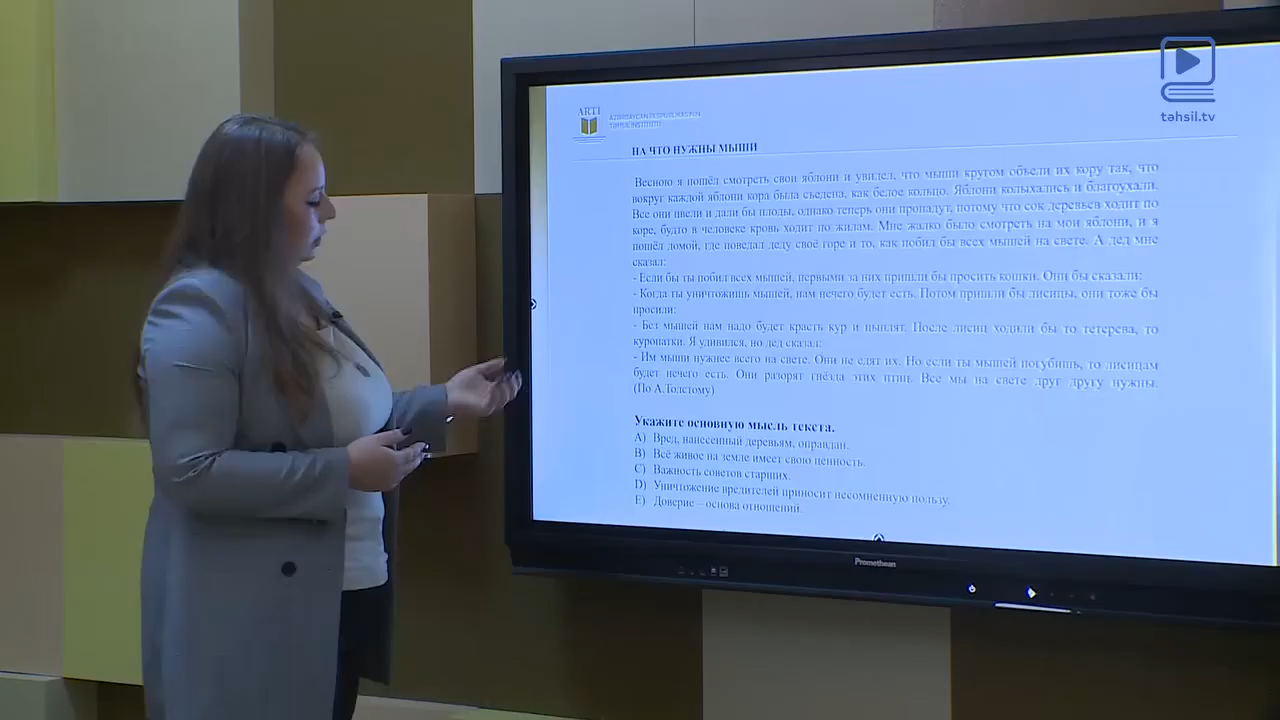 təhsil.tv
ARTI
AZƏRBAYCAN RESPUBLİKASININ
TƏHSİL İNSTİTUTU
НА ЧТО НУЖНЫ МЫШИ
Весною я пошёл смотреть свои яблони и увидел, что мыши кругом объели их кору так, что
вокруг каждой яблони кора была съедена, как белое кольцо. Яблони колыхались и благоухали.
Все они цвели и дали бы плоды, однако теперь они пропадут, потому что сок деревьев ходит по
коре, будто в человеке кровь ходит по жилам. Мне жалко было смотреть на мои яблони, и я
пошёл домой, где поведал деду своё горе и то, как побил бы всех мышей на свете. А дед мне
сказал:
- Если бы ты побил всех мышей, первыми за них пришли бы просить кошки. Они бы сказали:
- Когда ты уничтожишь мышей, нам нечего будет есть. Потом пришли бы лисицы, они тоже бы
просили:
- Без мышей нам надо будет красть кур и цыплят. После лисиц ходили бы то тетерева, то
куропатки. Я удивился, но дед сказал:
- Им мыши нужнее всего на свете. Они не едят их. Но если ты мышей погубишь, то лисицам
будет нечего есть. Они разорят гнёзда этих птиц. Все мы на свете друг другу нужны.
(По А.Толстому)
Укажите основную мысль текста.
A) Вред, нанесенный деревьям, оправдан.
B) Всё живое на земле имеет свою ценность.
C) Важность советов старших.
D) Уничтожение вредителей приносит несомненную пользу.
E) Доверие – основа отношений.
Promethean